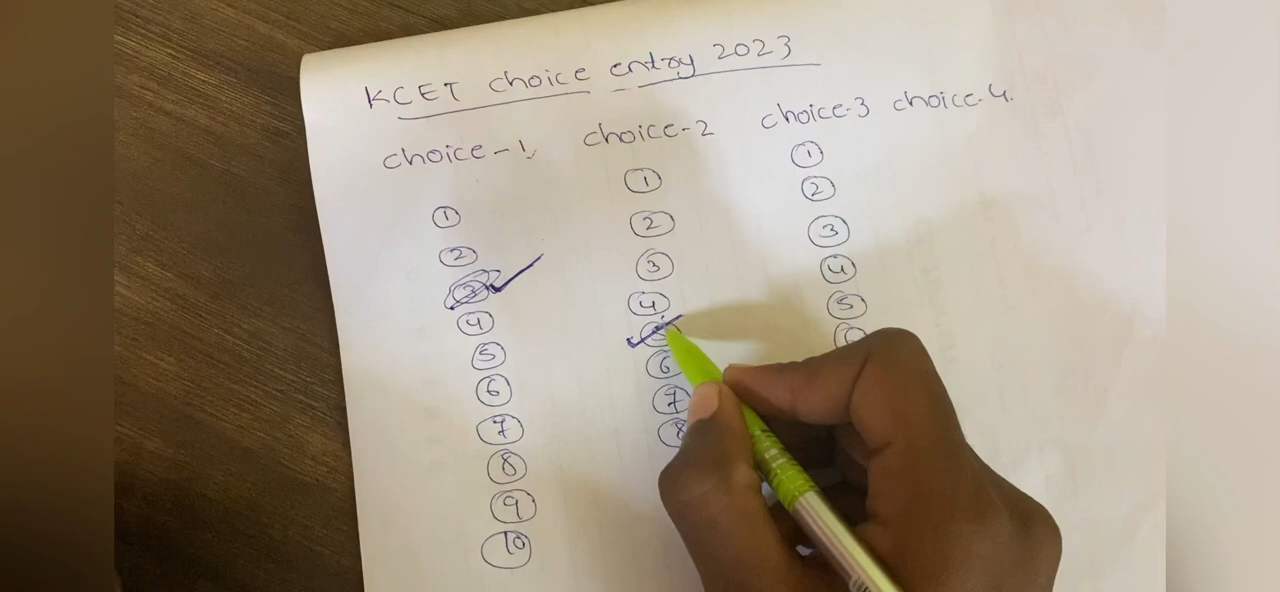 KCET choice entry 2023
choice-1 choice-2 choice-3 choice-4.
1 1 1
2 2 2
3 3 3
4 4 4
5 5 5
6 6
7 7
8 8
9
10